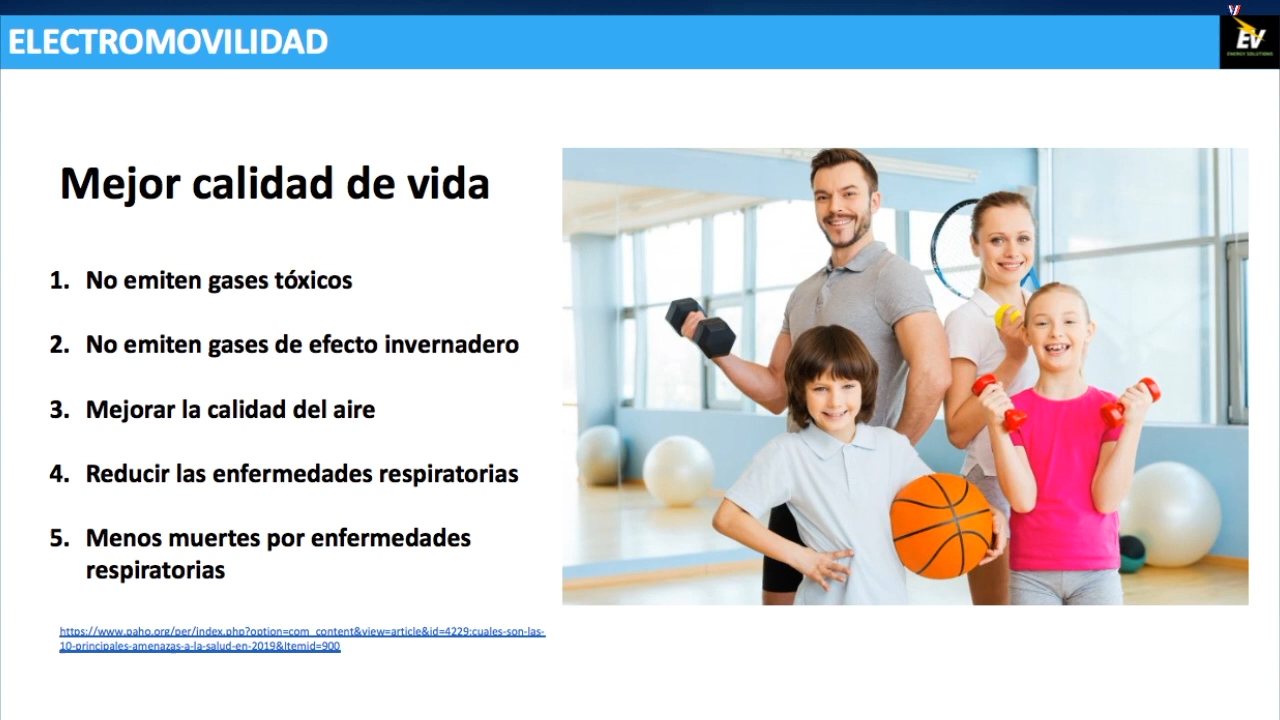 ELECTROMOVILIDAD
EV
ENERGY SOLUTIONS
Mejor calidad de vida
1. No emiten gases tóxicos
2. No emiten gases de efecto invernadero
3. Mejorar la calidad del aire
4. Reducir las enfermedades respiratorias
5. Menos muertes por enfermedades
respiratorias
https://www.paho.org/per/index.php?option=com_content&view=article&id=4229:cuales-son-las-
10-principales-amenazas-a-la-salud-en-2019&Itemid=900